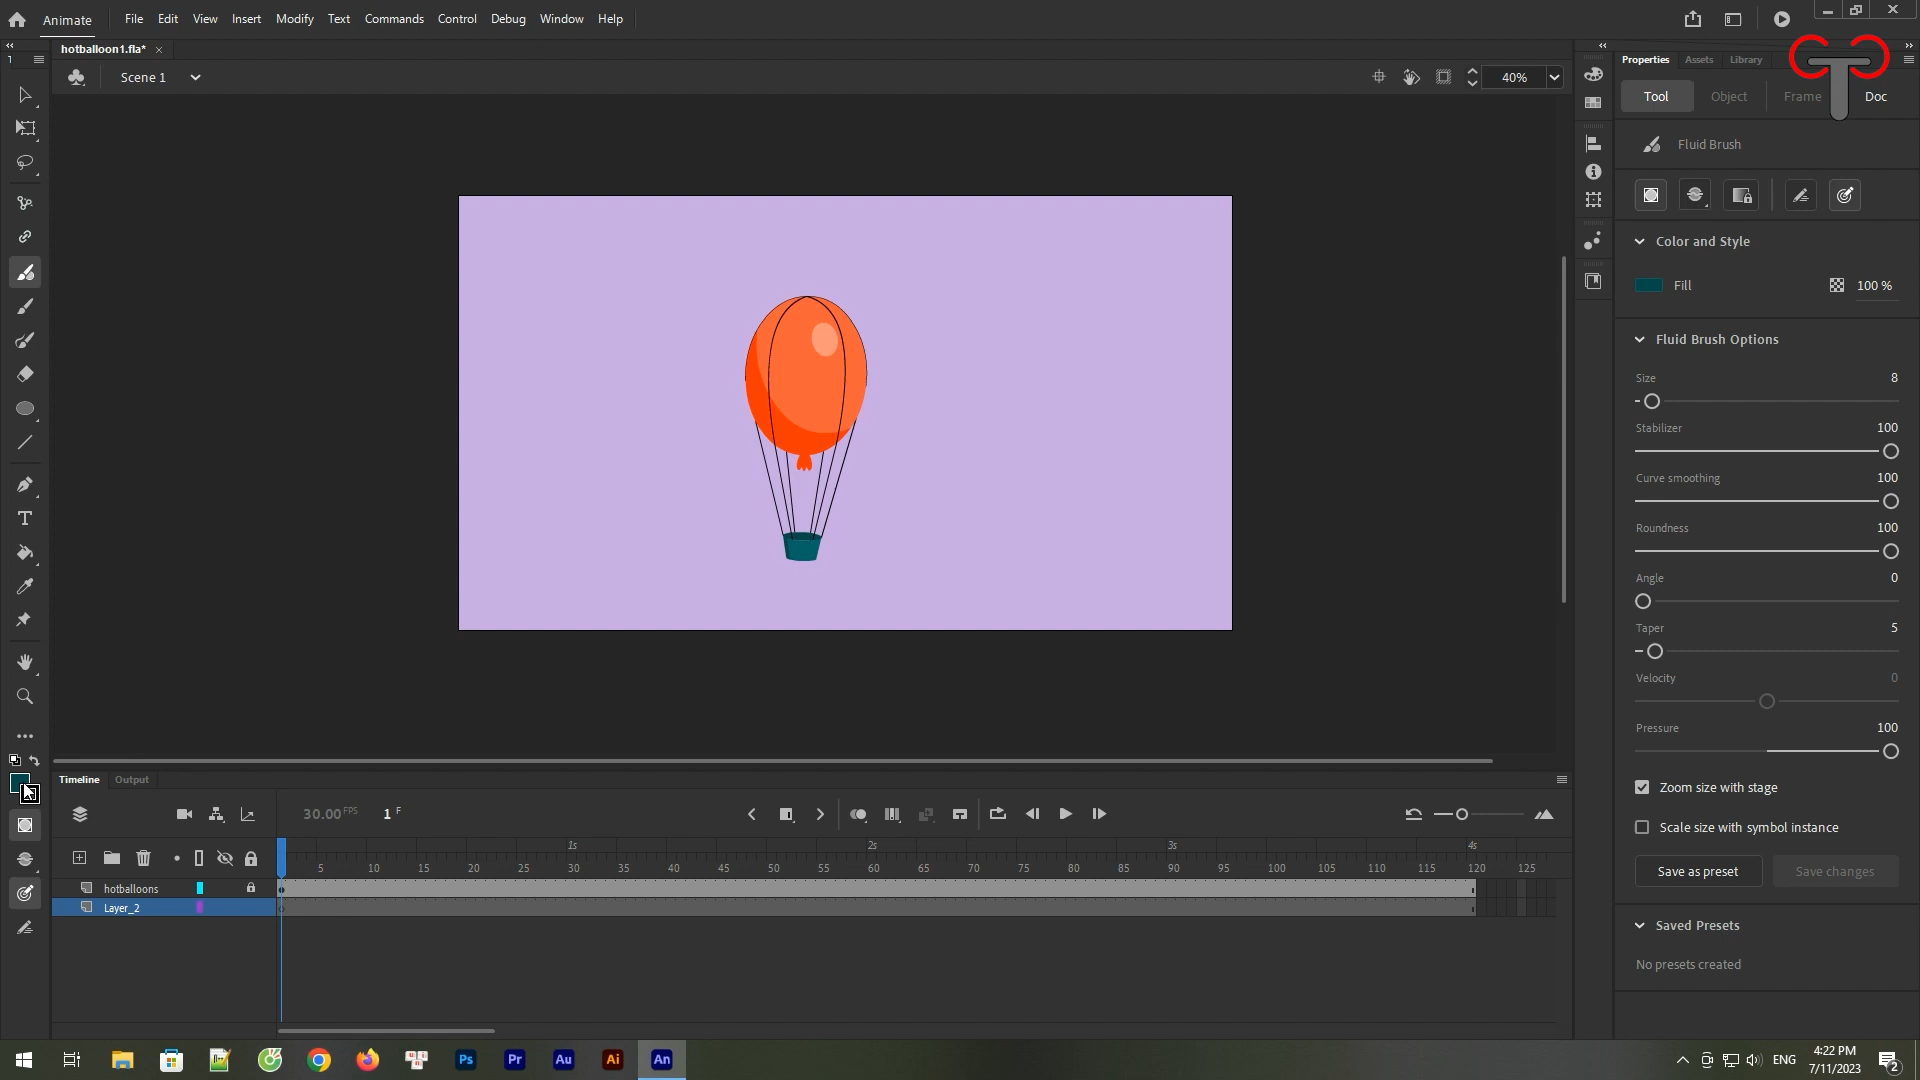 Animate File Edit View Insert Modify Text Commands Control Debug Window Help
hotballoon1.fla*
Scene 1
40%
Properties Assets Library
Tool Object Frame Doc
Fluid Brush
Color and Style
Fill 100 %
Fluid Brush Options
Size 8
Stabilizer 100
Curve smoothing 100
Roundness 100
Angle 0
Taper 5
Velocity 0
Pressure 100
Zoom size with stage
Scale size with symbol instance
Save as preset Save changes
Saved Presets
No presets created
Timeline Output
30.00 FPS 1 F
1s 2s 3s 4s
5 10 15 20 25 30 35 40 45 50 55 60 65 70 75 80 85 90 95 100 105 110 115 120 125
hotballoons
Layer_2
Ps Pr Au Ai An
ENG
4:22 PM
7/11/2023
2